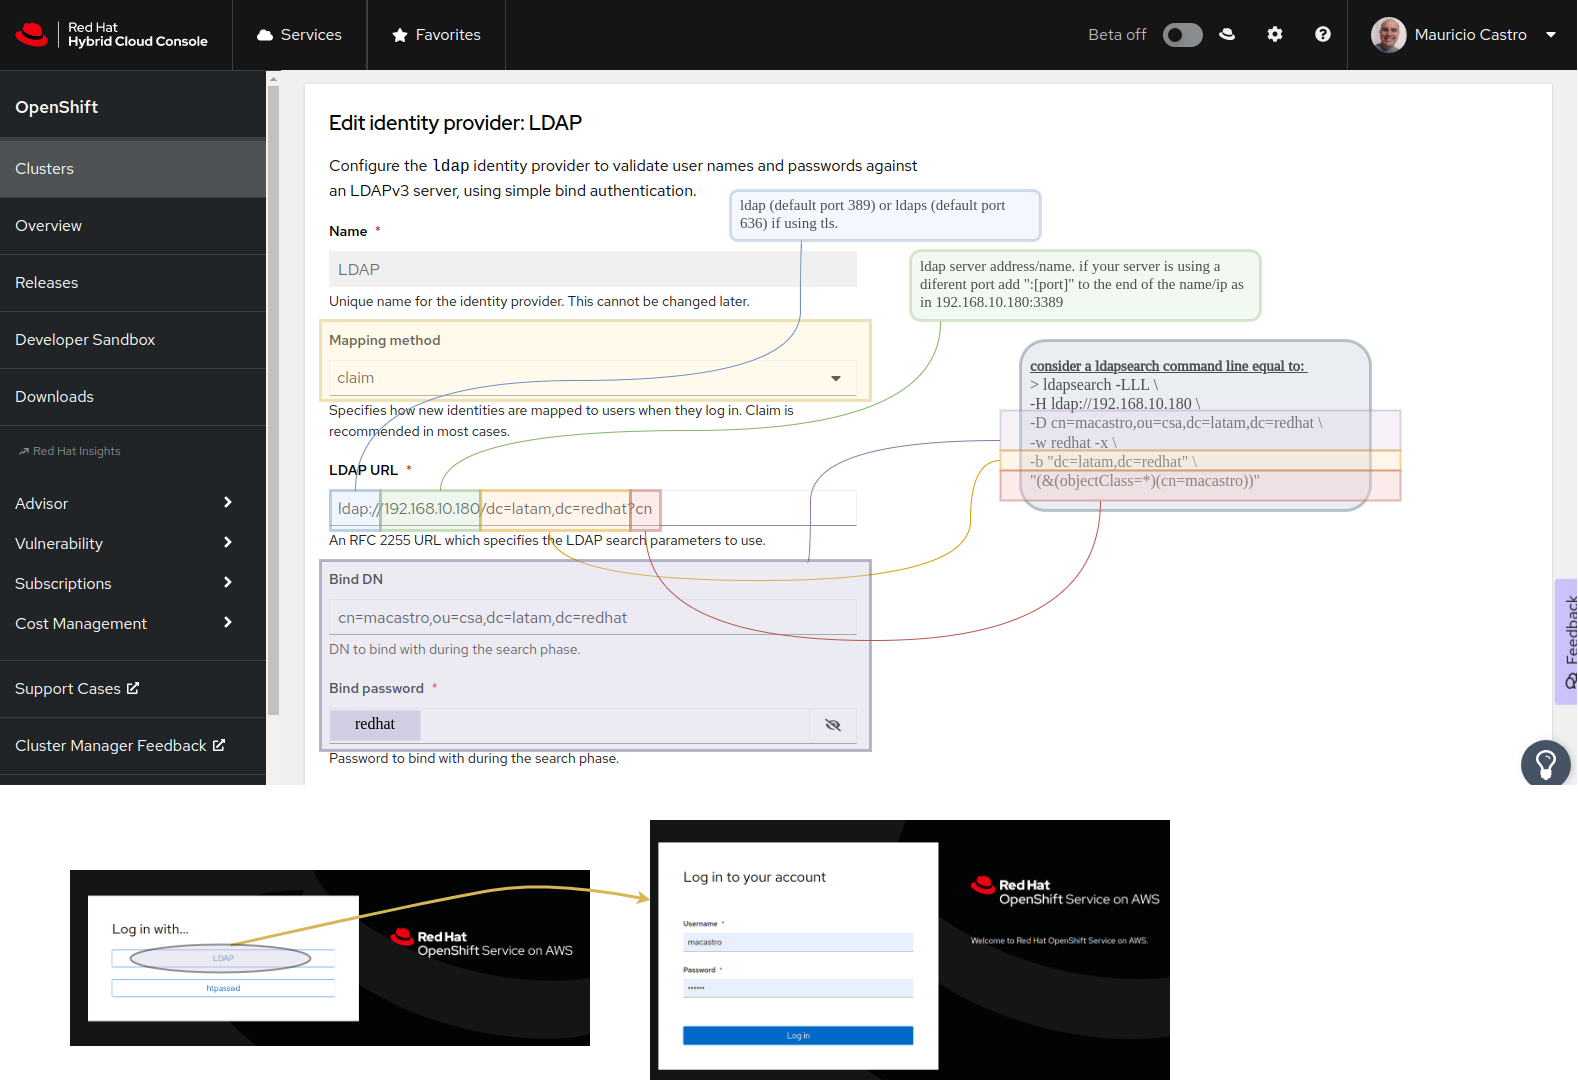 Red Hat
Hybrid Cloud Console
Services
Favorites
Beta off
Mauricio Castro
OpenShift
Clusters
Overview
Releases
Developer Sandbox
Downloads
Red Hat Insights
Advisor
Vulnerability
Subscriptions
Cost Management
Support Cases
Cluster Manager Feedback
Edit identity provider: LDAP
Configure the ldap identity provider to validate user names and passwords against
an LDAPv3 server, using simple bind authentication.
ldap (default port 389) or ldaps (default port
636) if using tls.
Name *
LDAP
Unique name for the identity provider. This cannot be changed later.
ldap server address/name. if your server is using a
diferent port add ":[port]" to the end of the name/ip as
in 192.168.10.180:3389
Mapping method
claim
Specifies how new identities are mapped to users when they log in. Claim is
recommended in most cases.
consider a ldapsearch command line equal to:
> ldapsearch -LLL \
-H ldap://192.168.10.180 \
-D cn=macastro,ou=csa,dc=latam,dc=redhat \
-w redhat -x \
-b "dc=latam,dc=redhat" \
"(&(objectClass=*)(cn=macastro))"
LDAP URL *
ldap://192.168.10.180/dc=latam,dc=redhat?cn
An RFC 2255 URL which specifies the LDAP search parameters to use.
Bind DN
cn=macastro,ou=csa,dc=latam,dc=redhat
DN to bind with during the search phase.
Bind password *
redhat
Password to bind with during the search phase.
Feedback
Log in with...
LDAP
htpasswd
Red Hat
OpenShift Service on AWS
Log in to your account
Username *
macastro
Password *
••••••
Log in
Red Hat
OpenShift Service on AWS
Welcome to Red Hat OpenShift Service on AWS.